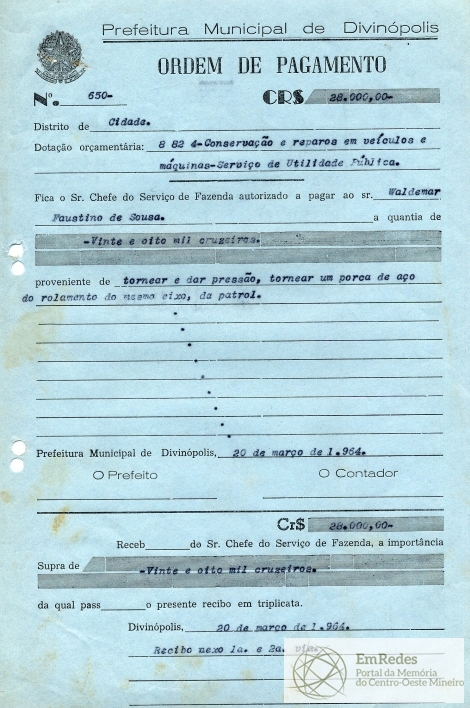 Prefeitura Municipal de Divinópolis
ORDEM DE PAGAMENTO
Nº. 650- CR$ 28.000,00-
Distrito de Cidade.
Dotação orçamentária: 8 82 4-Conservação e reparos em veículos e
máquinas-Serviço de Utilidade Pública.
Fica o Sr. Chefe do Serviço de Fazenda autorizado a pagar ao sr. Waldemar
Faustino de Sousa. a quantia de
-Vinte e oito mil cruzeiros.
proveniente de tornear e dar pressão, tornear um porca de aço
do rolamento do mesmo eixo, da patrol.
Prefeitura Municipal de Divinópolis, 20 de março de 1.964.
O Prefeito O Contador
Cr$ 28.000,00-
Receb do Sr. Chefe do Serviço de Fazenda, a importância
Supra de -Vinte e oito mil cruzeiros.
da qual pass o presente recibo em triplicata.
Divinópolis, 20 de março de 1.964.
Recibo nexo 1a. e 2a. via.
EmRedes
Portal da Memória
do Centro-Oeste Mineiro